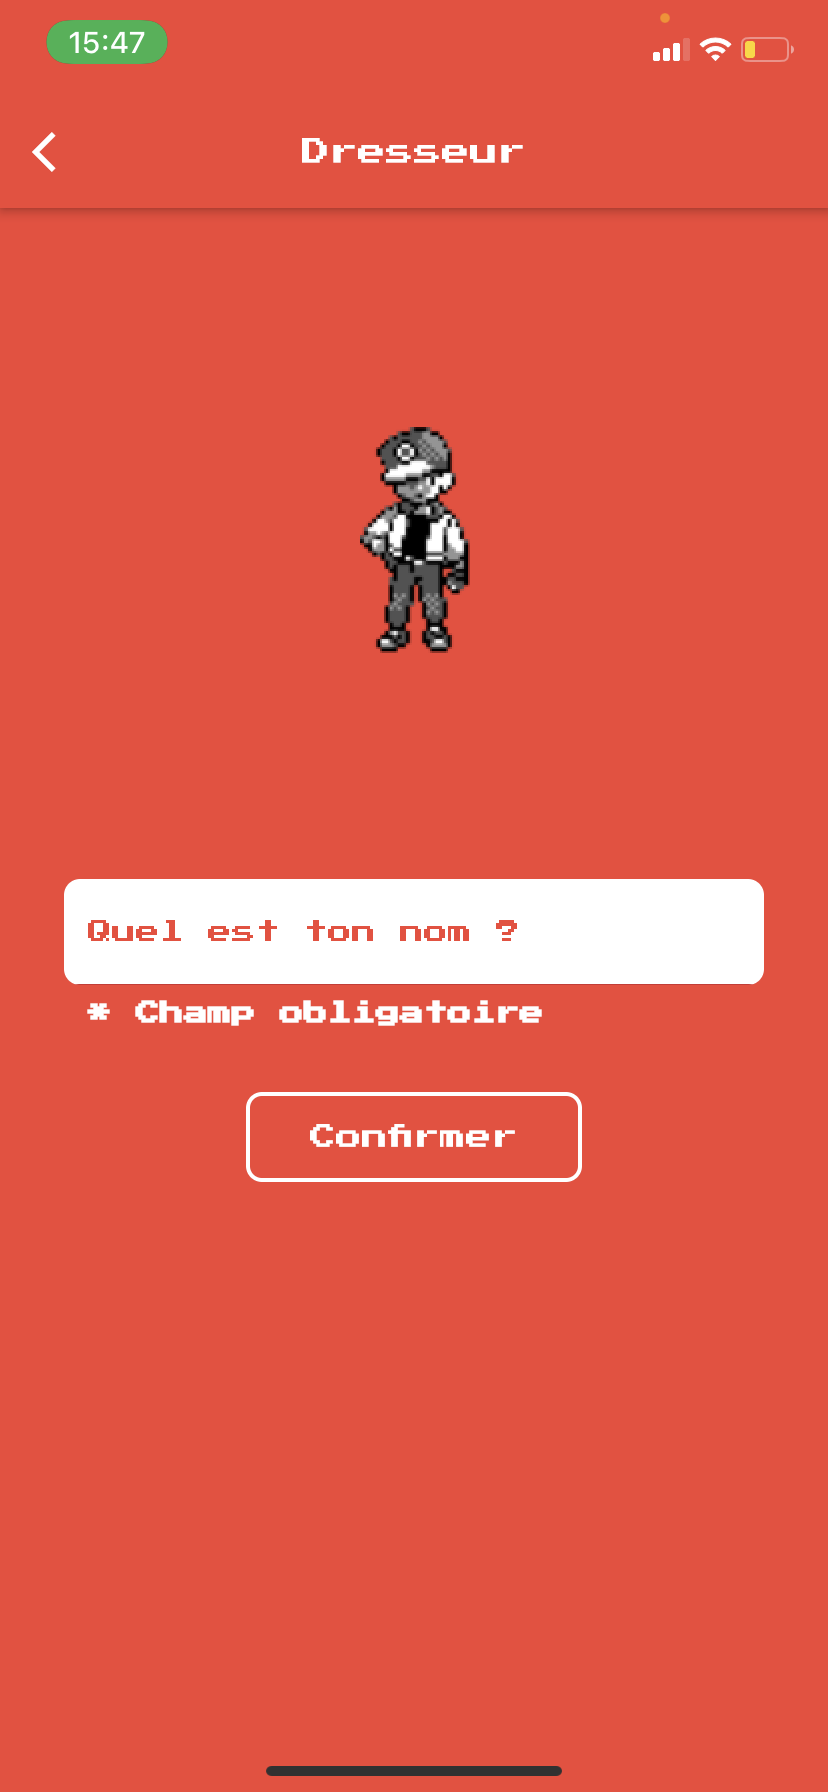 15:47
Dresseur
Quel est ton nom ?
* Champ obligatoire
Confirmer